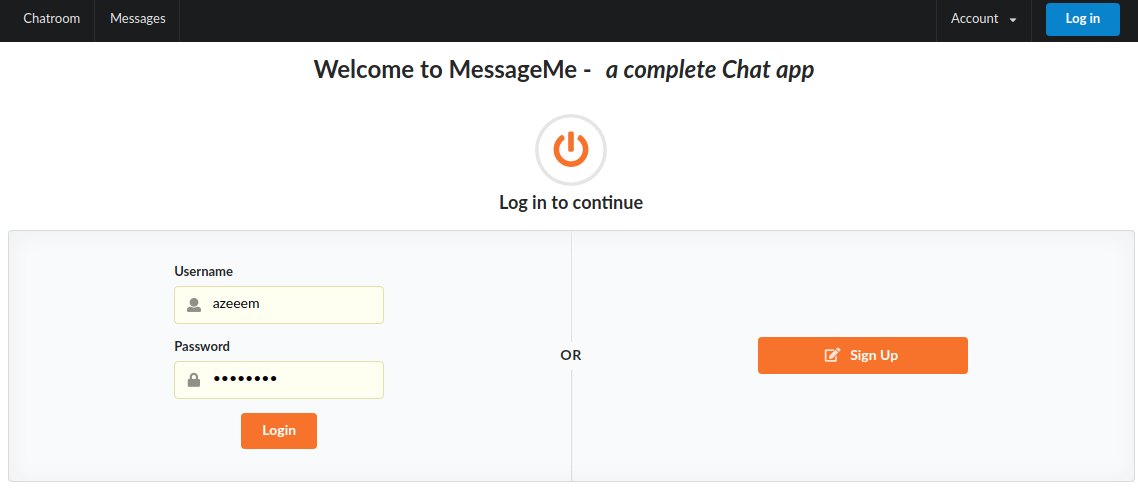 Chatroom Messages Account Log in
Welcome to MessageMe - a complete Chat app
Log in to continue
Username
azeeem
Password
••••••••
Login
OR
Sign Up